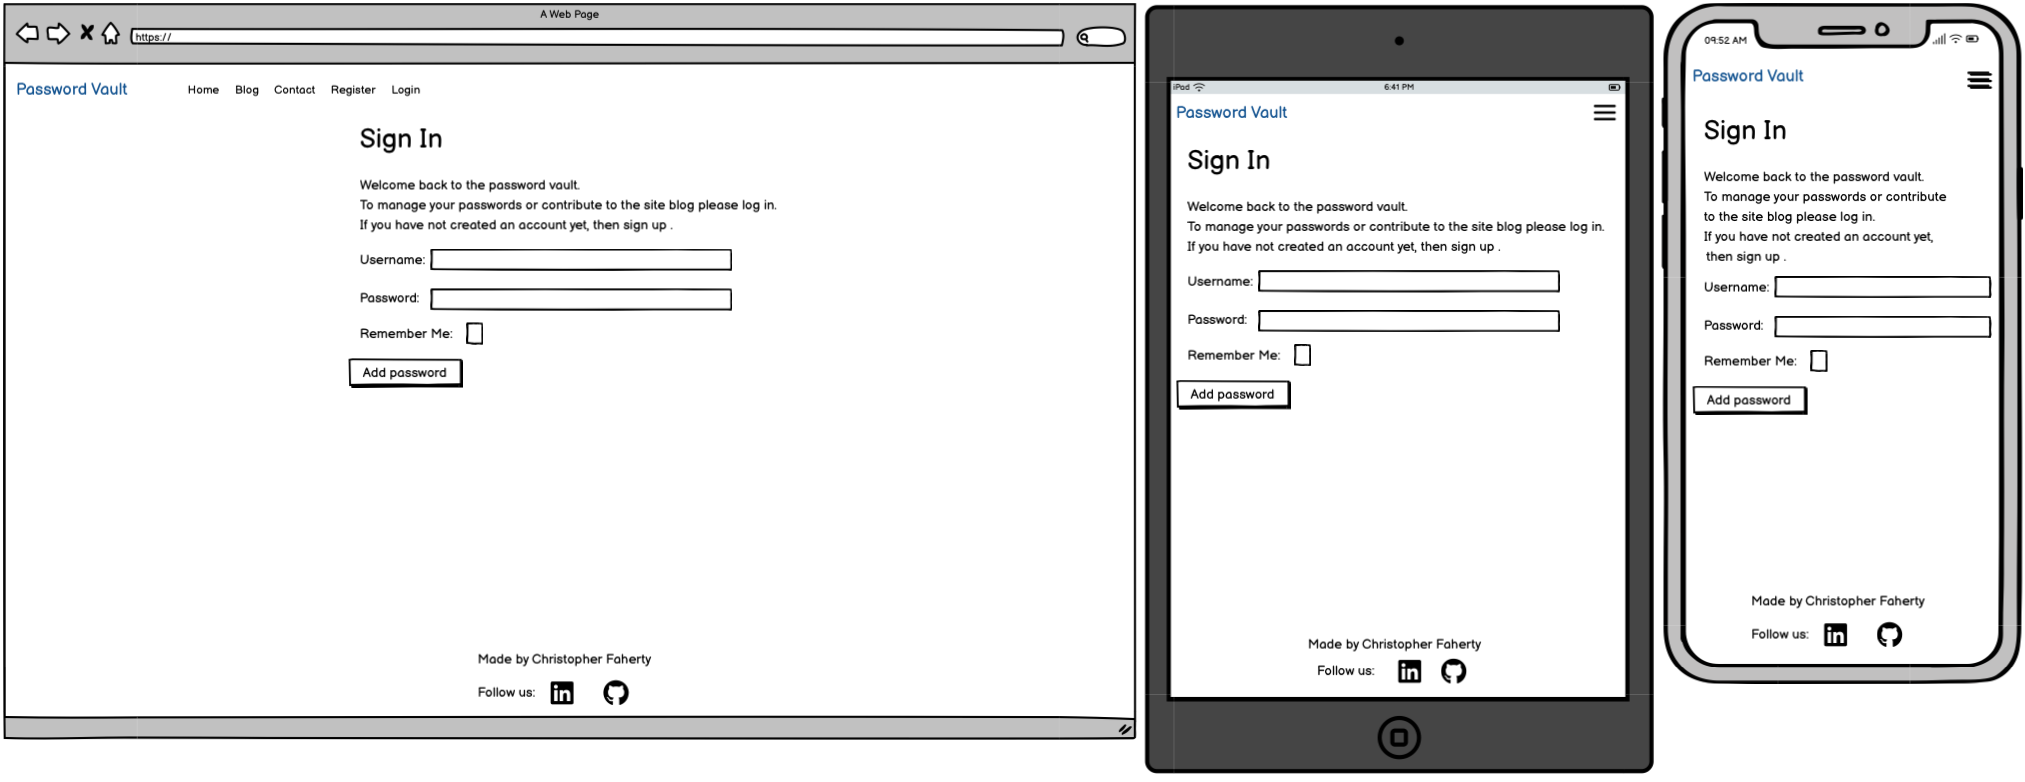 A Web Page
https://
Password Vault Home Blog Contact Register Login
Sign In
Welcome back to the password vault.
To manage your passwords or contribute to the site blog please log in.
If you have not created an account yet, then sign up .
Username:
Password:
Remember Me:
Add password
Made by Christopher Faherty
Follow us: in
iPad 6:41 PM
Password Vault
Sign In
Welcome back to the password vault.
To manage your passwords or contribute to the site blog please log in.
If you have not created an account yet, then sign up .
Username:
Password:
Remember Me:
Add password
Made by Christopher Faherty
Follow us: in
09:52 AM
Password Vault
Sign In
Welcome back to the password vault.
To manage your passwords or contribute
to the site blog please log in.
If you have not created an account yet,
then sign up .
Username:
Password:
Remember Me:
Add password
Made by Christopher Faherty
Follow us: in